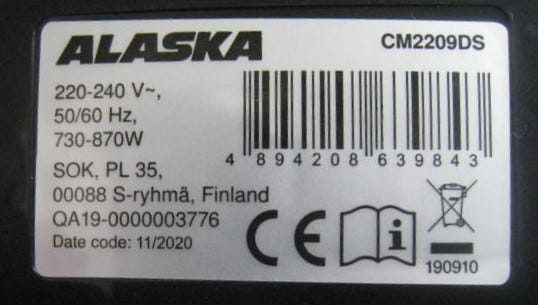 ALASKA
CM2209DS
220-240 V~,
50/60 Hz,
730-870W
4 894208 639843
SOK, PL 35,
00088 S-ryhmä, Finland
QA19-0000003776
Date code: 11/2020
CE
i
190910